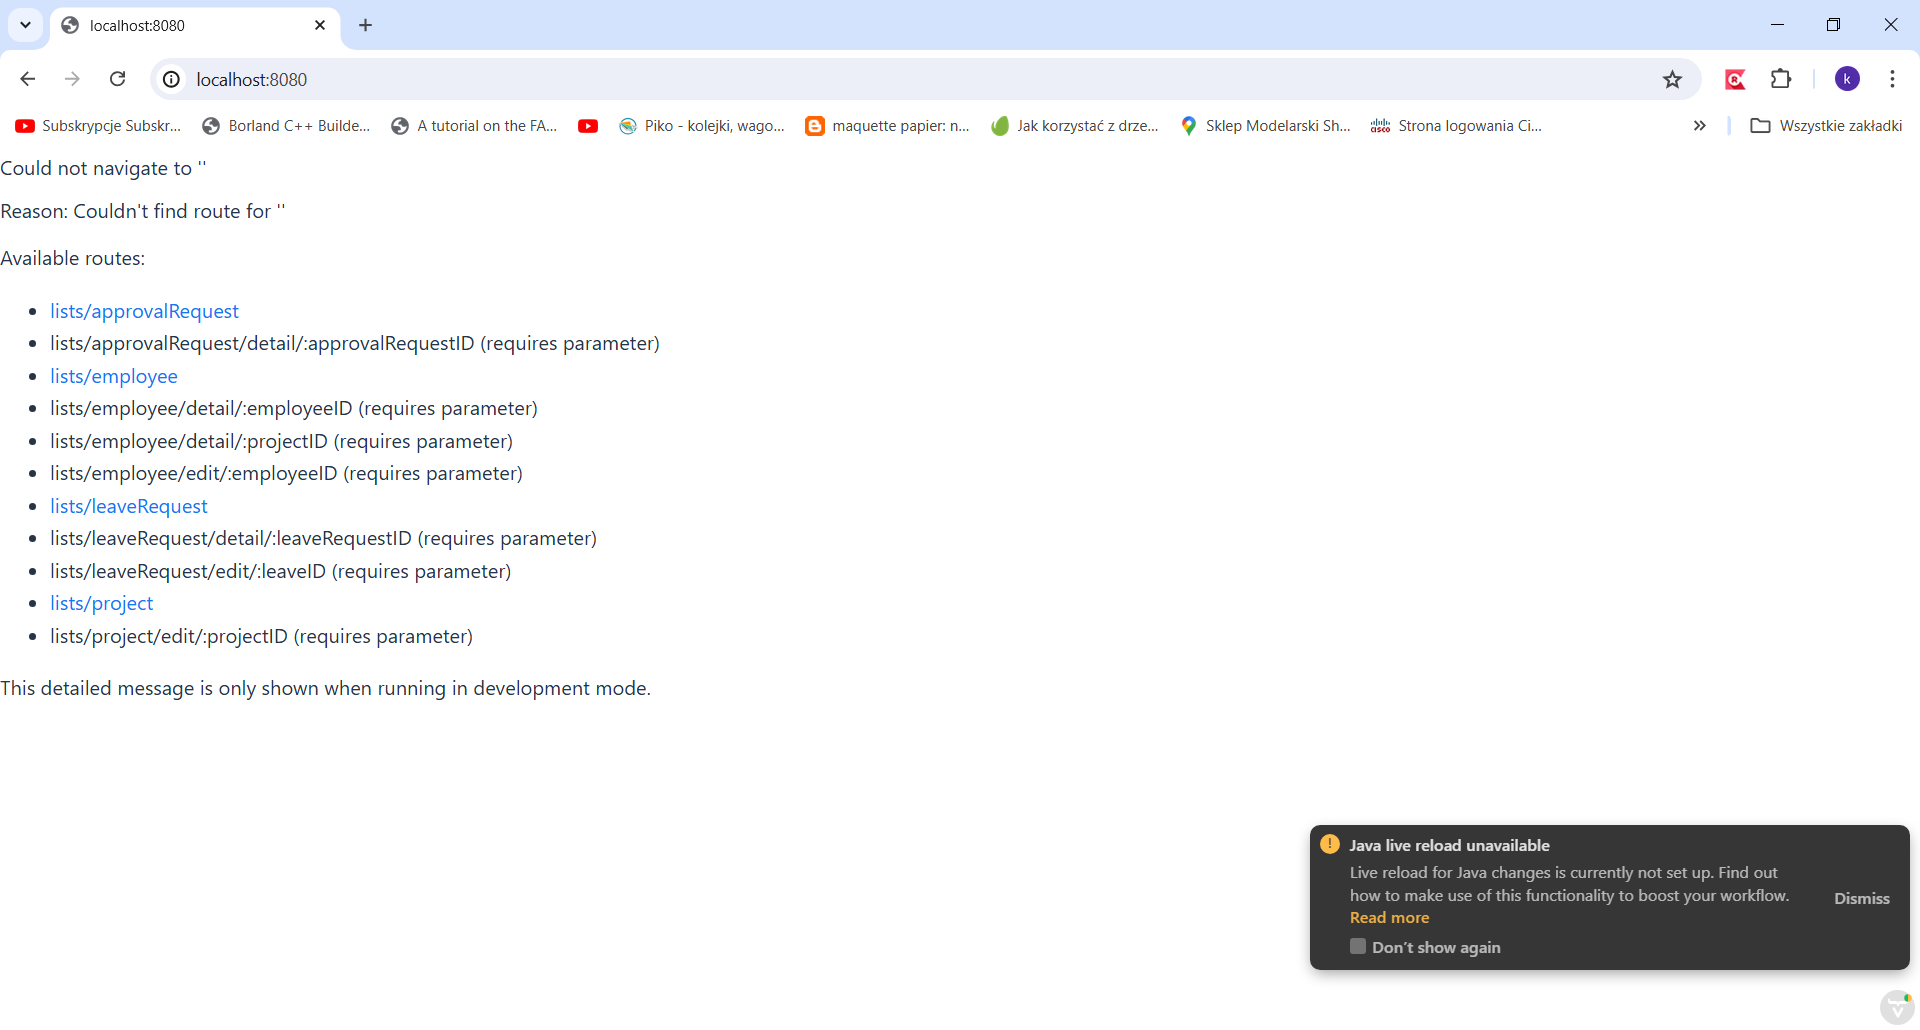 localhost:8080
localhost:8080
k
Subskrypcje Subskr...
Borland C++ Builde...
A tutorial on the FA...
Piko - kolejki, wago...
maquette papier: n...
Jak korzystać z drze...
Sklep Modelarski Sh...
Strona logowania Ci...
Wszystkie zakładki
Could not navigate to ''
Reason: Couldn't find route for ''
Available routes:
lists/approvalRequest
lists/approvalRequest/detail/:approvalRequestID (requires parameter)
lists/employee
lists/employee/detail/:employeeID (requires parameter)
lists/employee/detail/:projectID (requires parameter)
lists/employee/edit/:employeeID (requires parameter)
lists/leaveRequest
lists/leaveRequest/detail/:leaveRequestID (requires parameter)
lists/leaveRequest/edit/:leaveID (requires parameter)
lists/project
lists/project/edit/:projectID (requires parameter)
This detailed message is only shown when running in development mode.
Java live reload unavailable
Live reload for Java changes is currently not set up. Find out
how to make use of this functionality to boost your workflow.
Read more
Dismiss
Don't show again